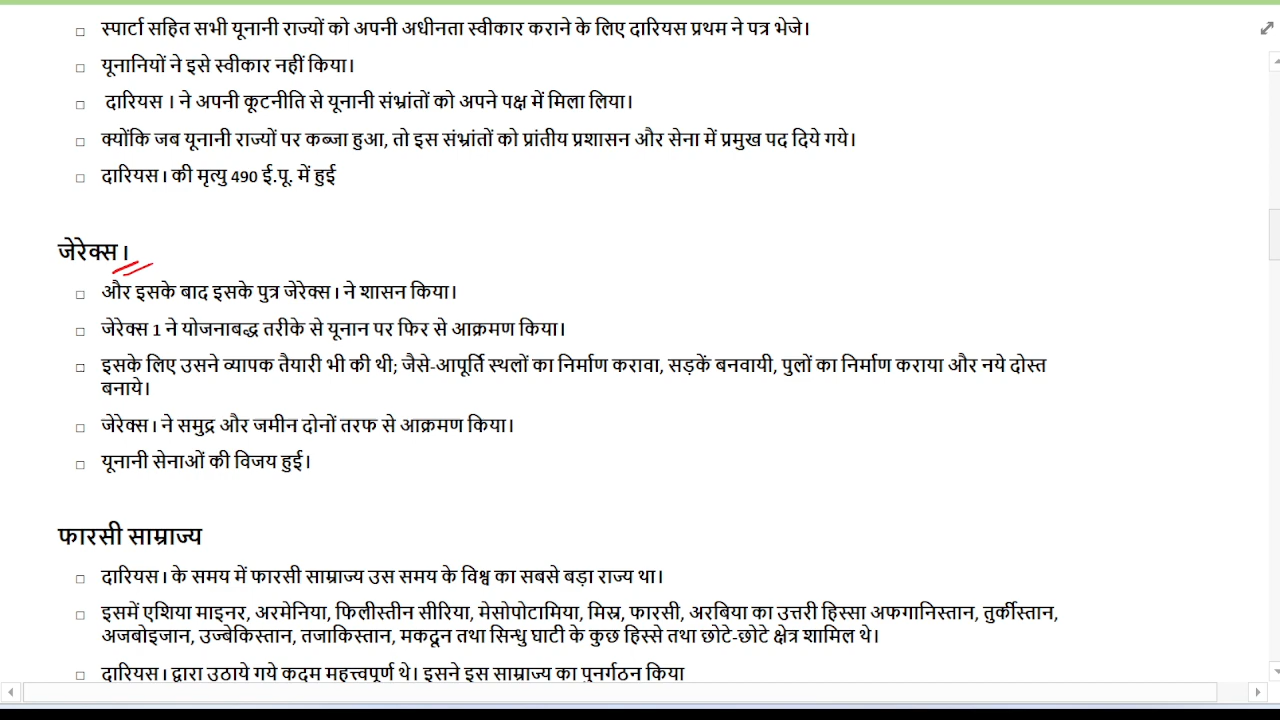 □ स्पार्टा सहित सभी यूनानी राज्यों को अपनी अधीनता स्वीकार कराने के लिए दारियस प्रथम ने पत्र भेजे।
□ यूनानियों ने इसे स्वीकार नहीं किया।
□ दारियस । ने अपनी कूटनीति से यूनानी संभ्रांतों को अपने पक्ष में मिला लिया।
□ क्योंकि जब यूनानी राज्यों पर कब्जा हुआ, तो इस संभ्रांतों को प्रांतीय प्रशासन और सेना में प्रमुख पद दिये गये।
□ दारियस। की मृत्यु 490 ई.पू. में हुई
जेरेक्स।
□ और इसके बाद इसके पुत्र जेरेक्स। ने शासन किया।
□ जेरेक्स 1 ने योजनाबद्ध तरीके से यूनान पर फिर से आक्रमण किया।
□ इसके लिए उसने व्यापक तैयारी भी की थी; जैसे-आपूर्ति स्थलों का निर्माण करावा, सड़कें बनवायी, पुलों का निर्माण कराया और नये दोस्त
बनाये।
□ जेरेक्स। ने समुद्र और जमीन दोनों तरफ से आक्रमण किया।
□ यूनानी सेनाओं की विजय हुई।
फारसी साम्राज्य
□ दारियस। के समय में फारसी साम्राज्य उस समय के विश्व का सबसे बड़ा राज्य था।
□ इसमें एशिया माइनर, अरमेनिया, फिलीस्तीन सीरिया, मेसोपोटामिया, मिस्र, फारसी, अरबिया का उत्तरी हिस्सा अफगानिस्तान, तुर्कीस्तान,
अजबोइजान, उज्बेकिस्तान, तजाकिस्तान, मकदून तथा सिन्धु घाटी के कुछ हिस्से तथा छोटे-छोटे क्षेत्र शामिल थे।
□ दारियस। द्वारा उठाये गये कदम महत्त्वपूर्ण थे। इसने इस साम्राज्य का पुनर्गठन किया